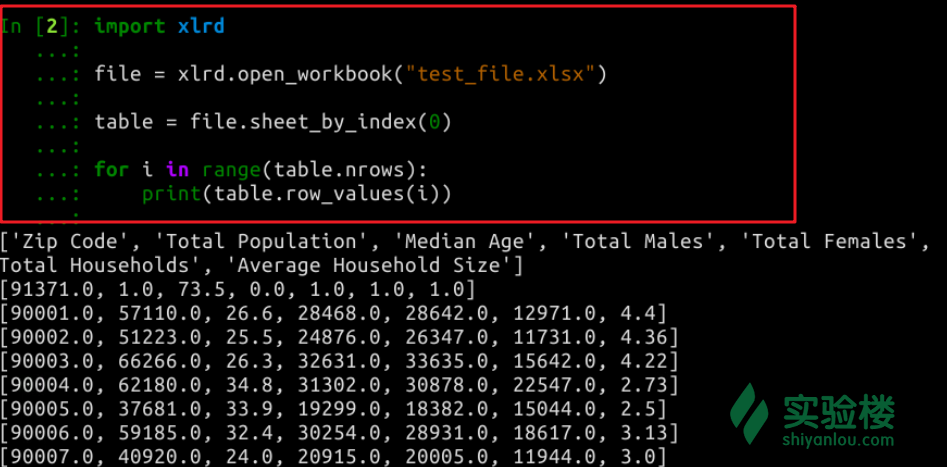 In [2]: import xlrd
...:
...: file = xlrd.open_workbook("test_file.xlsx")
...:
...: table = file.sheet_by_index(0)
...:
...: for i in range(table.nrows):
...:     print(table.row_values(i))
...:
['Zip Code', 'Total Population', 'Median Age', 'Total Males', 'Total Females',
Total Households', 'Average Household Size']
[91371.0, 1.0, 73.5, 0.0, 1.0, 1.0, 1.0]
[90001.0, 57110.0, 26.6, 28468.0, 28642.0, 12971.0, 4.4]
[90002.0, 51223.0, 25.5, 24876.0, 26347.0, 11731.0, 4.36]
[90003.0, 66266.0, 26.3, 32631.0, 33635.0, 15642.0, 4.22]
[90004.0, 62180.0, 34.8, 31302.0, 30878.0, 22547.0, 2.73]
[90005.0, 37681.0, 33.9, 19299.0, 18382.0, 15044.0, 2.5]
[90006.0, 59185.0, 32.4, 30254.0, 28931.0, 18617.0, 3.13]
[90007.0, 40920.0, 24.0, 20915.0, 20005.0, 11944.0, 3.0]
实验楼
shiyanlou.com